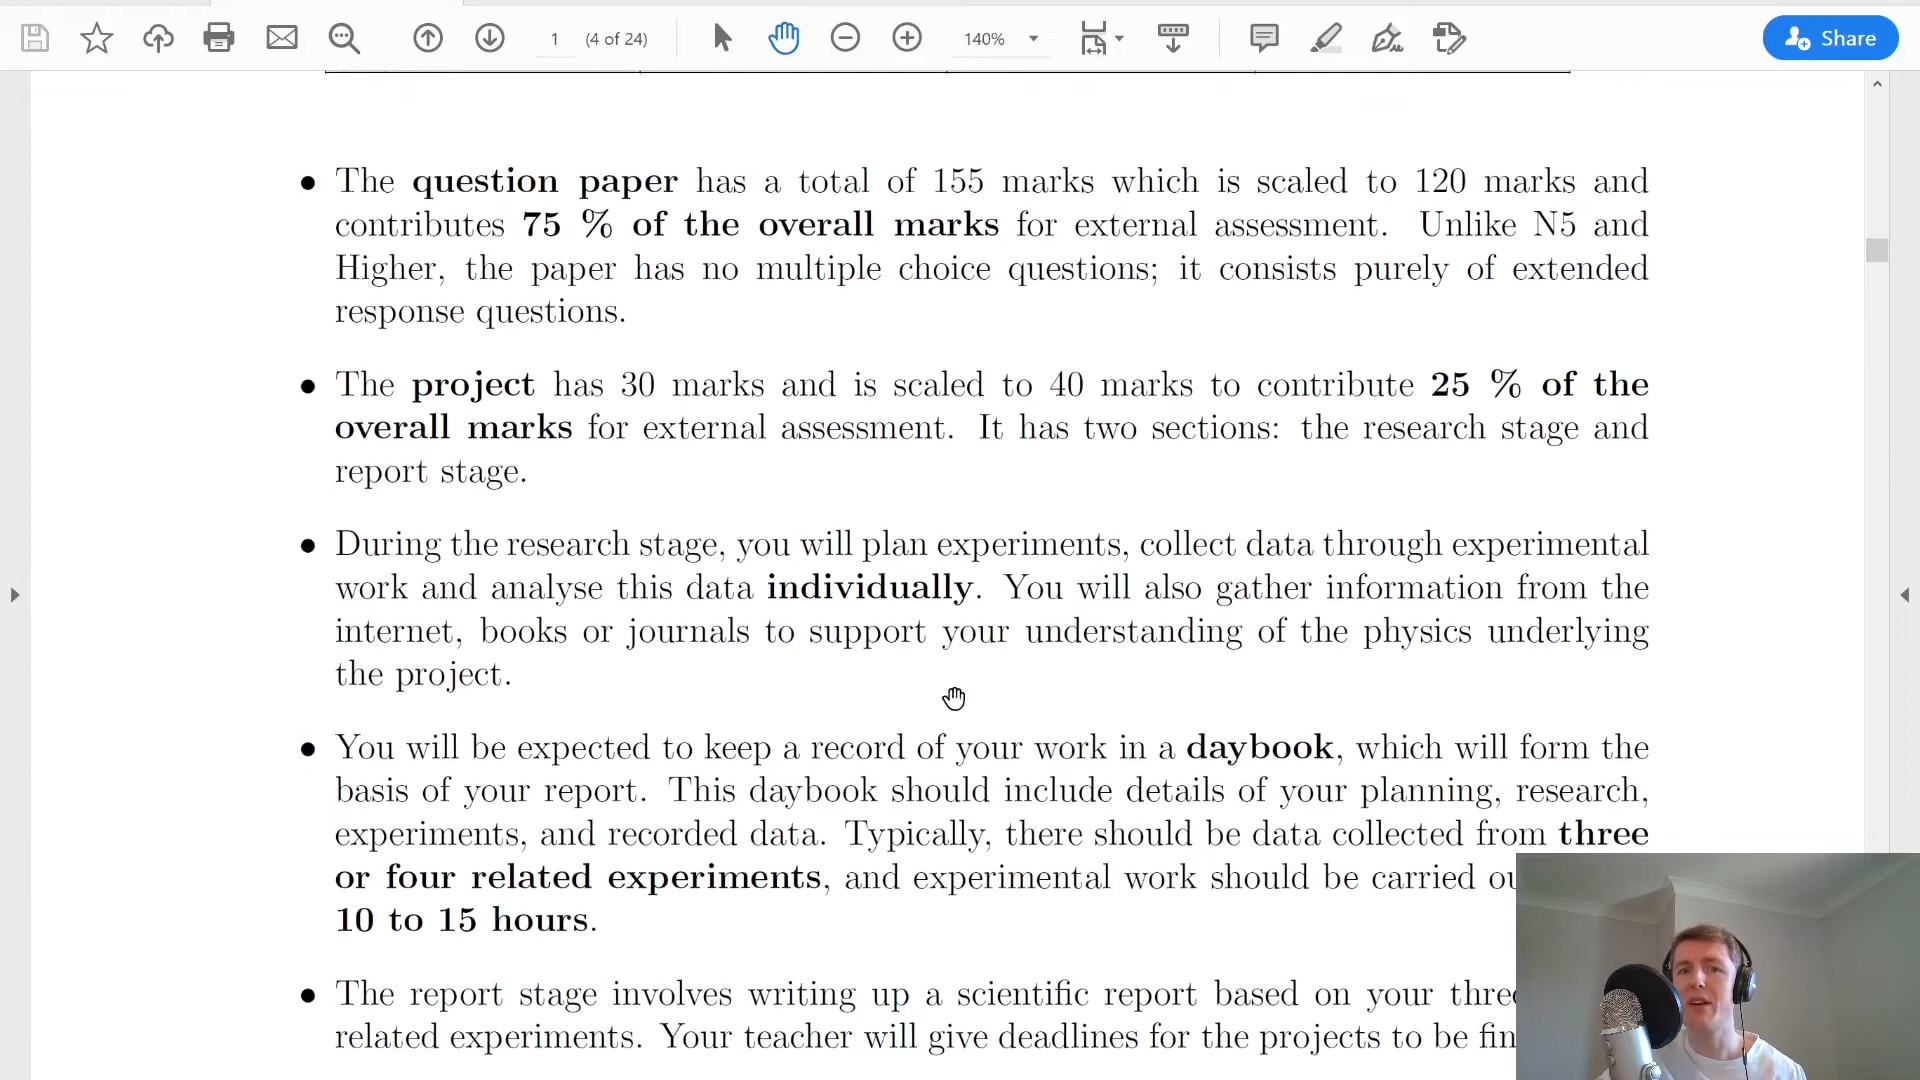 1 (4 of 24) 140% Share
• The question paper has a total of 155 marks which is scaled to 120 marks and
contributes 75 % of the overall marks for external assessment. Unlike N5 and
Higher, the paper has no multiple choice questions; it consists purely of extended
response questions.
• The project has 30 marks and is scaled to 40 marks to contribute 25 % of the
overall marks for external assessment. It has two sections: the research stage and
report stage.
• During the research stage, you will plan experiments, collect data through experimental
work and analyse this data individually. You will also gather information from the
internet, books or journals to support your understanding of the physics underlying
the project.
• You will be expected to keep a record of your work in a daybook, which will form the
basis of your report. This daybook should include details of your planning, research,
experiments, and recorded data. Typically, there should be data collected from three
or four related experiments, and experimental work should be carried
10 to 15 hours.
• The report stage involves writing up a scientific report based on your
related experiments. Your teacher will give deadlines for the projects to be